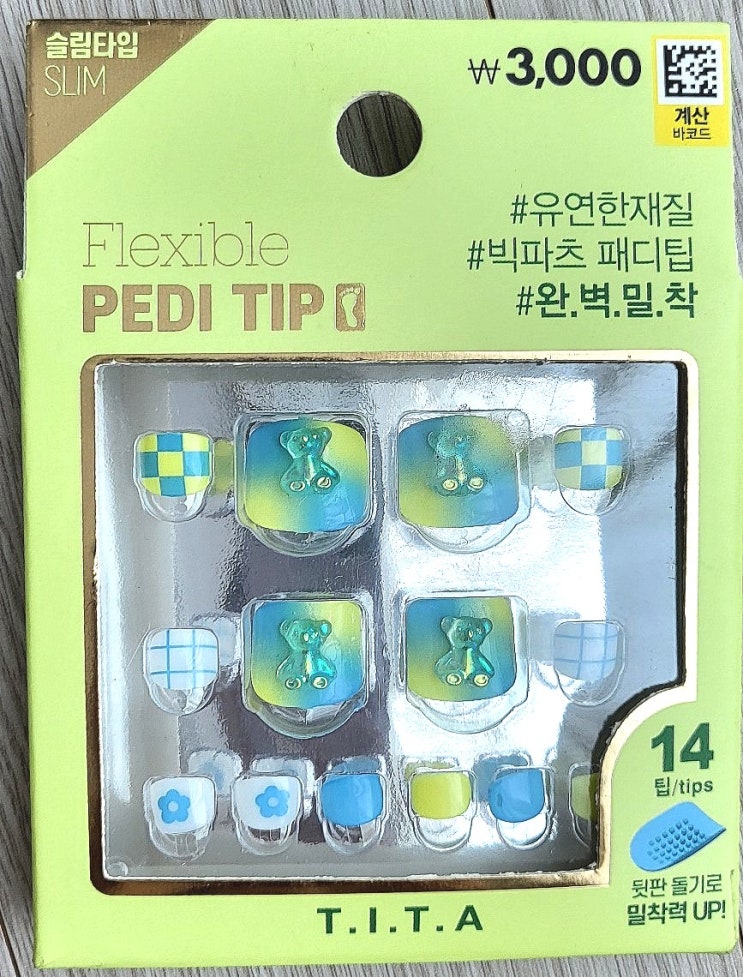 슬림타입
SLIM
₩3,000
계산
바코드
#유연한재질
#빅파츠 패디팁
#완.벽.밀.착
Flexible
PEDI TIP
14
팁/tips
뒷판 돌기로
밀착력 UP!
T.I.T.A